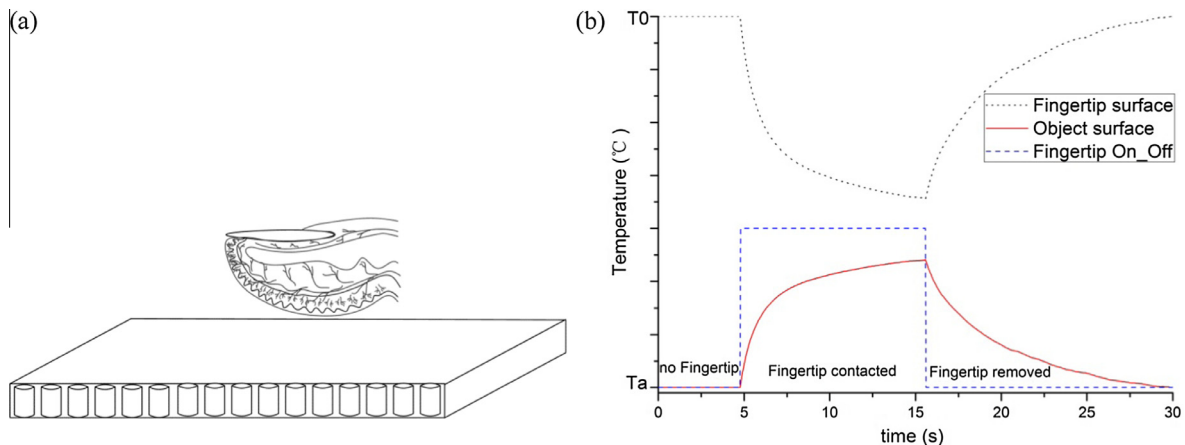 (a)
(b)
T0
Fingertip surface
Object surface
Fingertip On_Off
Temperature (℃)
no Fingertip
Fingertip contacted
Fingertip removed
Ta
0 5 10 15 20 25 30
time (s)